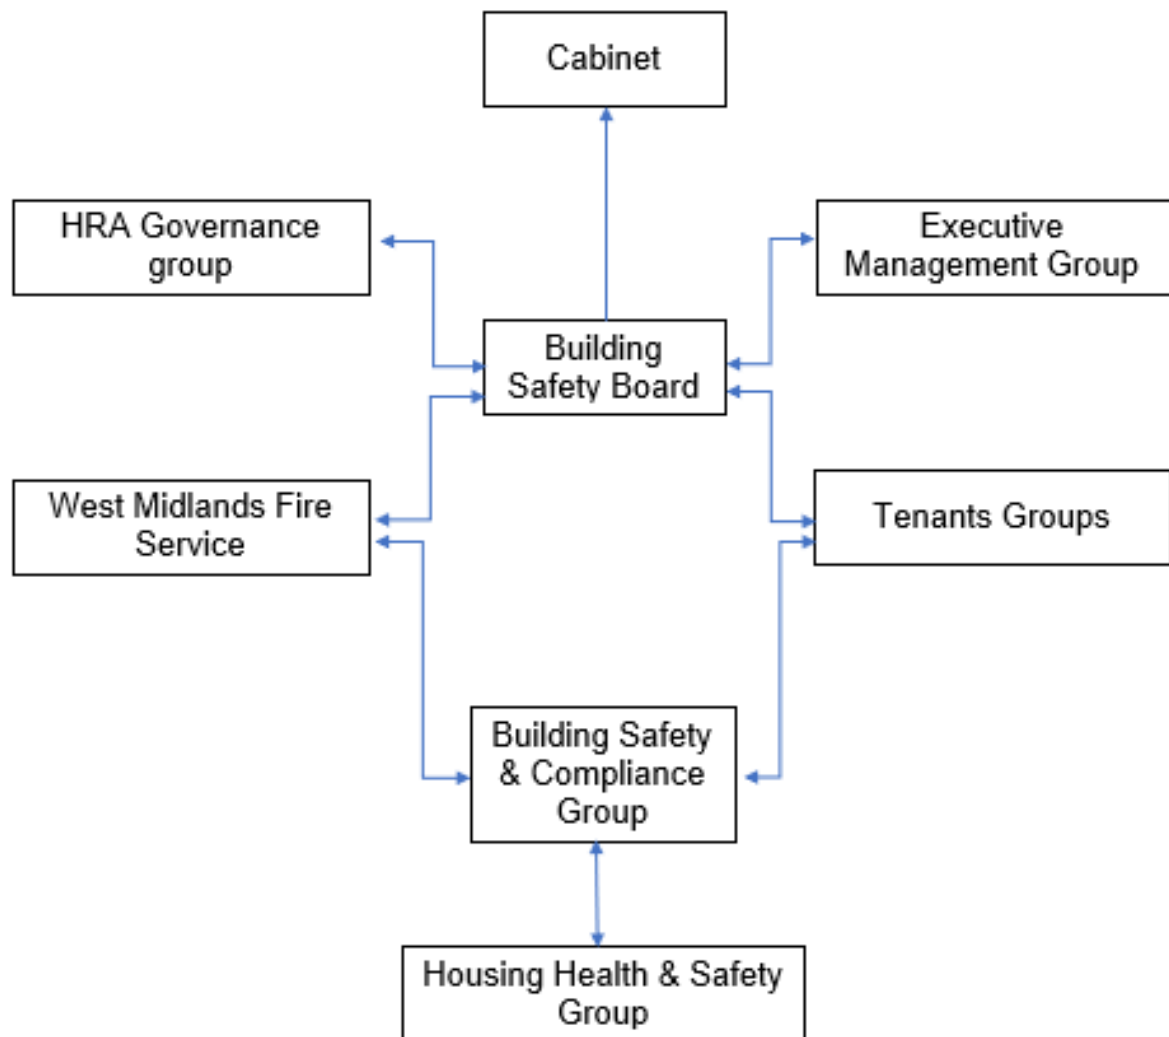 Cabinet
HRA Governance
group
Executive
Management Group
Building
Safety Board
West Midlands Fire
Service
Tenants Groups
Building Safety
& Compliance
Group
Housing Health & Safety
Group